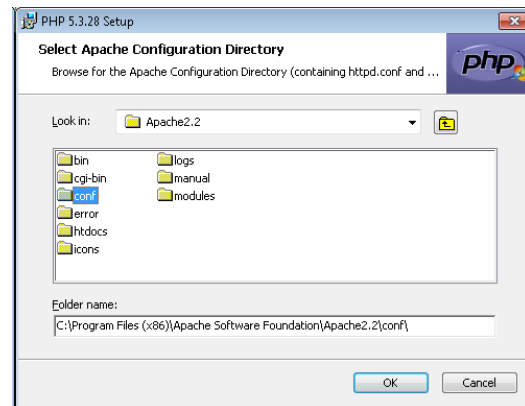 PHP 5.3.28 Setup
Select Apache Configuration Directory
Browse for the Apache Configuration Directory (containing httpd.conf and ...
php
Look in:
Apache2.2
bin
cgi-bin
conf
error
htdocs
icons
logs
manual
modules
Folder name:
C:\Program Files (x86)\Apache Software Foundation\Apache2.2\conf\
OK
Cancel